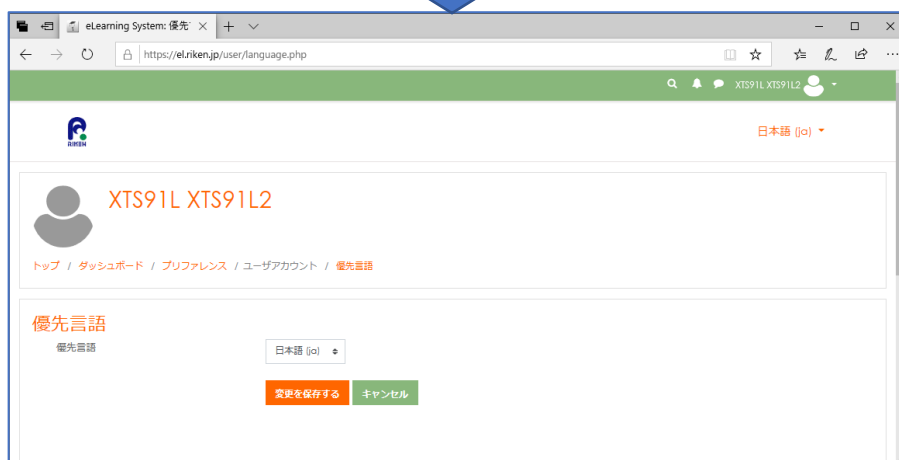 eLearning System: 優先
https://el.riken.jp/user/language.php
XTS91L XTS91L2
RIKEN
日本語 (ja)
XTS91L XTS91L2
トップ / ダッシュボード / プリファレンス / ユーザアカウント / 優先言語
優先言語
優先言語 日本語 (ja)
変更を保存する キャンセル